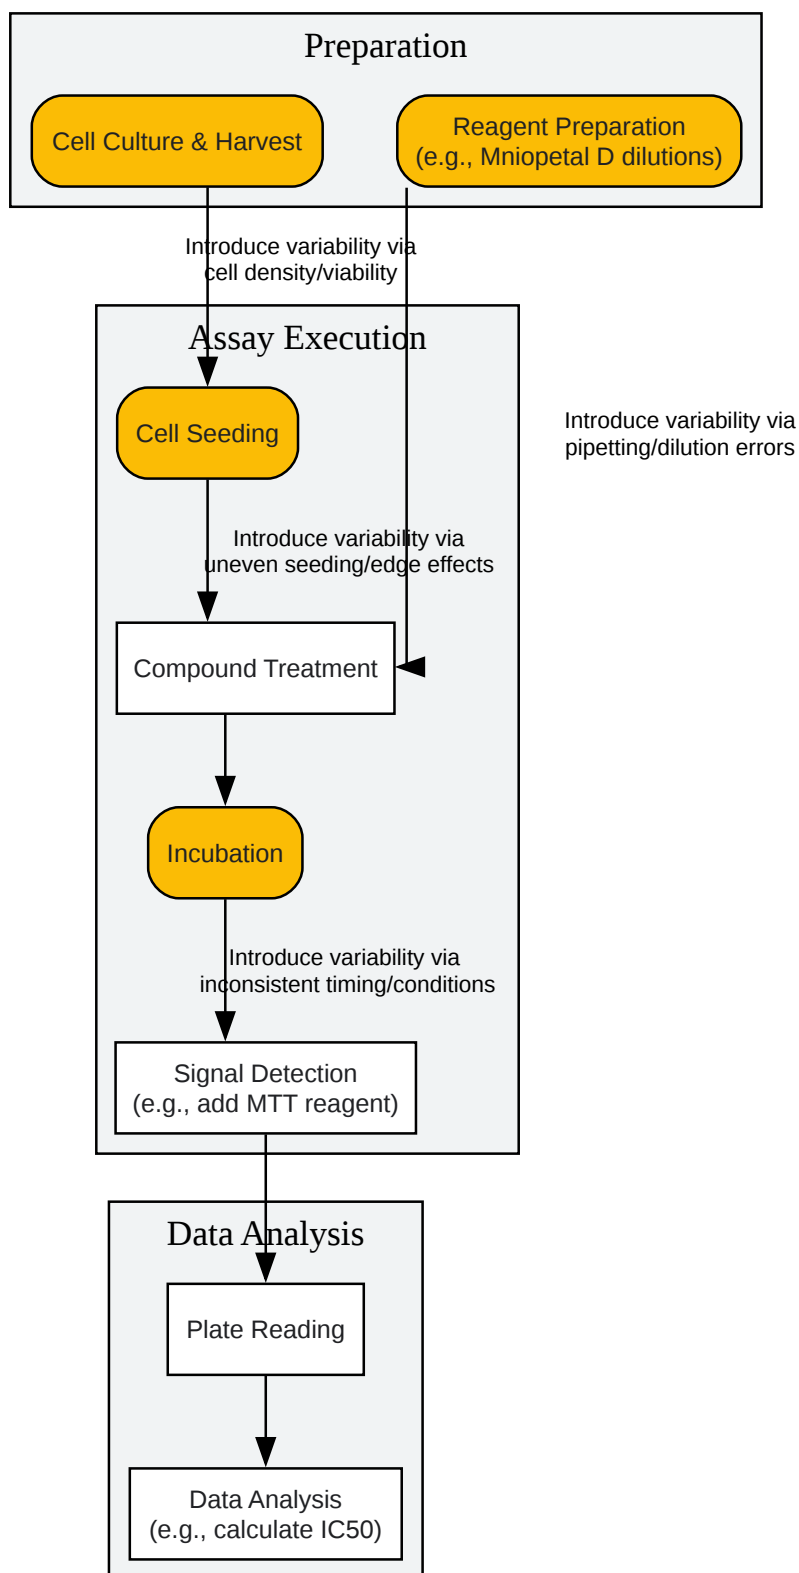 Preparation
Cell Culture & Harvest
Reagent Preparation
(e.g., Mniopetal D dilutions)
Introduce variability via
cell density/viability
Assay Execution
Cell Seeding
Introduce variability via
pipetting/dilution errors
Introduce variability via
uneven seeding/edge effects
Compound Treatment
Incubation
Introduce variability via
inconsistent timing/conditions
Signal Detection
(e.g., add MTT reagent)
Data Analysis
Plate Reading
Data Analysis
(e.g., calculate IC50)